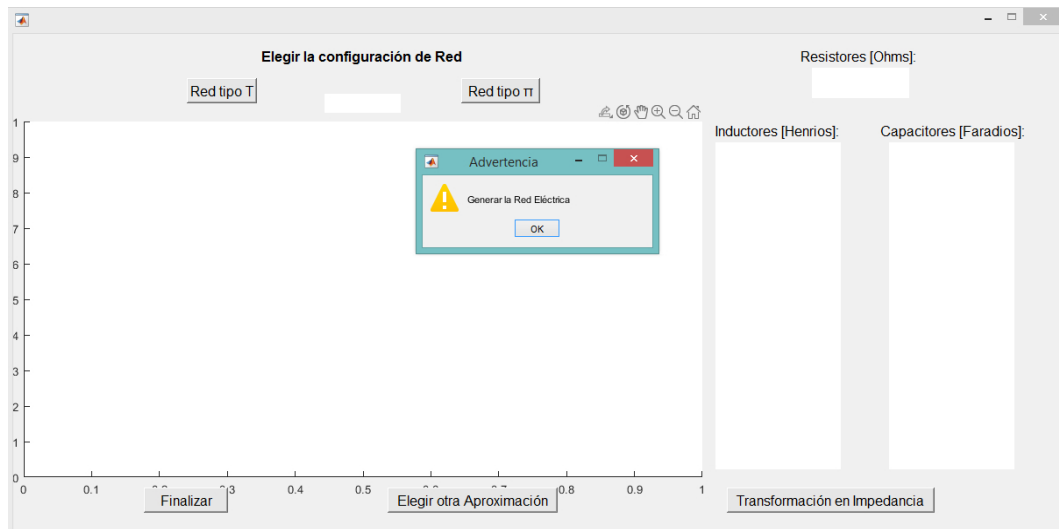 Elegir la configuración de Red
Resistores [Ohms]:
Red tipo T
Red tipo π
Inductores [Henrios]:
Capacitores [Faradios]:
Advertencia
Generar la Red Eléctrica
OK
1
9
8
7
6
5
4
3
2
1
0
0 0.1 0.4 0.5 0.8 0.9 1
Finalizar
Elegir otra Aproximación
Transformación en Impedancia